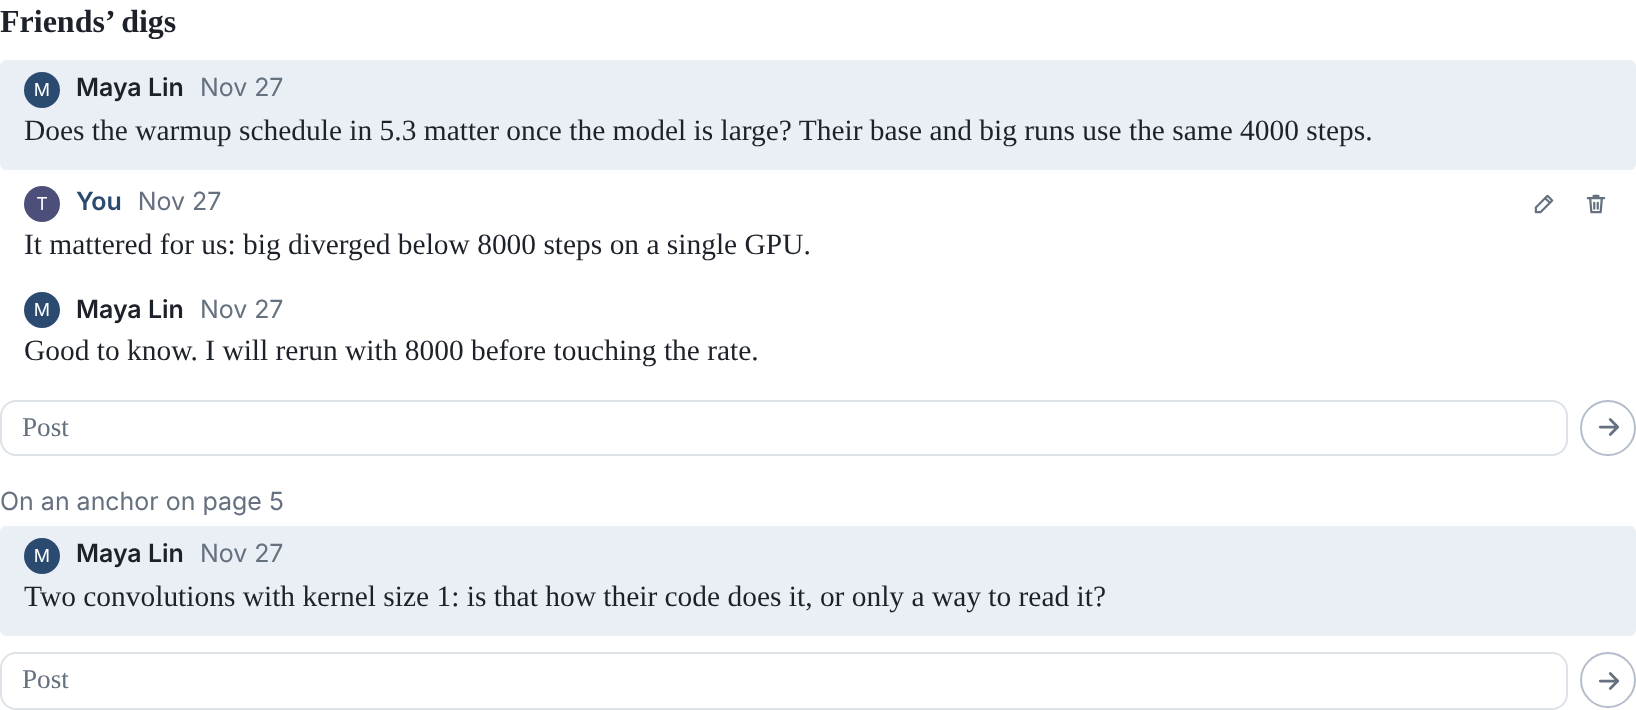 Friends’ digs
M Maya Lin Nov 27
Does the warmup schedule in 5.3 matter once the model is large? Their base and big runs use the same 4000 steps.
T You Nov 27
It mattered for us: big diverged below 8000 steps on a single GPU.
M Maya Lin Nov 27
Good to know. I will rerun with 8000 before touching the rate.
Post
On an anchor on page 5
M Maya Lin Nov 27
Two convolutions with kernel size 1: is that how their code does it, or only a way to read it?
Post